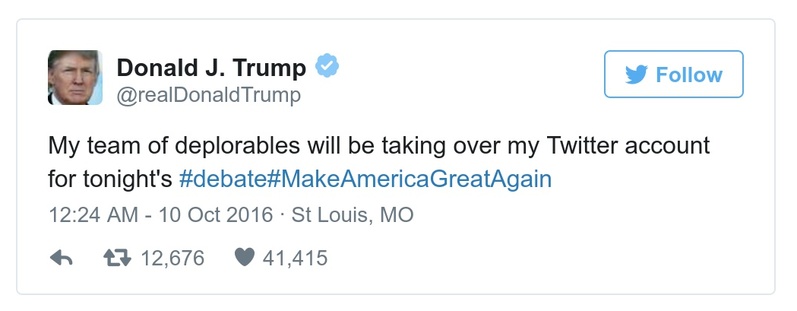 Donald J. Trump
@realDonaldTrump
Follow
My team of deplorables will be taking over my Twitter account
for tonight's #debate#MakeAmericaGreatAgain
12:24 AM - 10 Oct 2016 · St Louis, MO
12,676 41,415